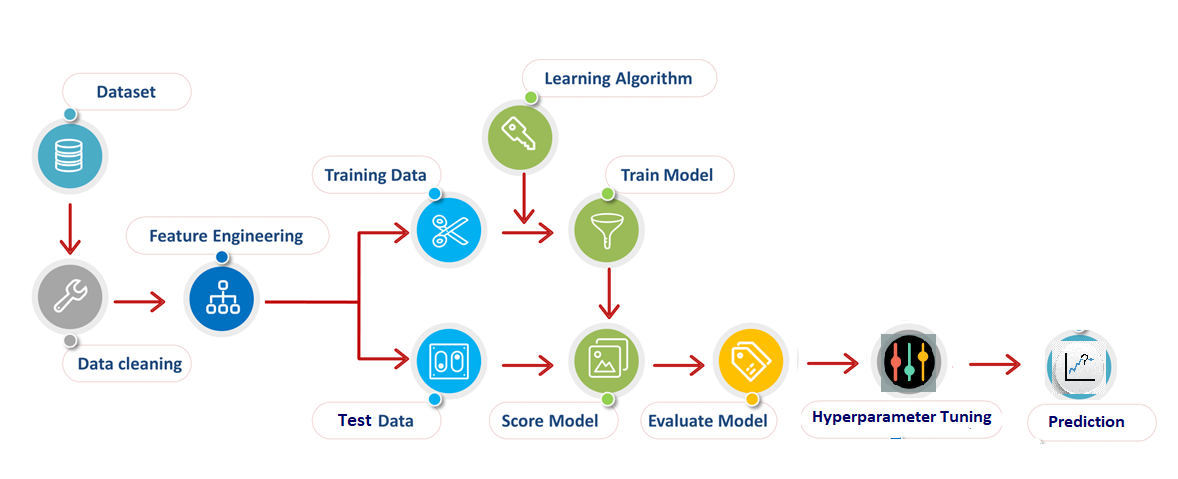 Dataset
Data cleaning
Feature Engineering
Training Data
Test Data
Learning Algorithm
Train Model
Score Model
Evaluate Model
Hyperparameter Tuning
?
Prediction